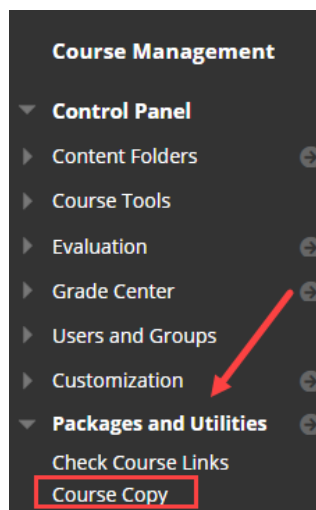 Course Management
Control Panel
Content Folders
Course Tools
Evaluation
Grade Center
Users and Groups
Customization
Packages and Utilities
Check Course Links
Course Copy